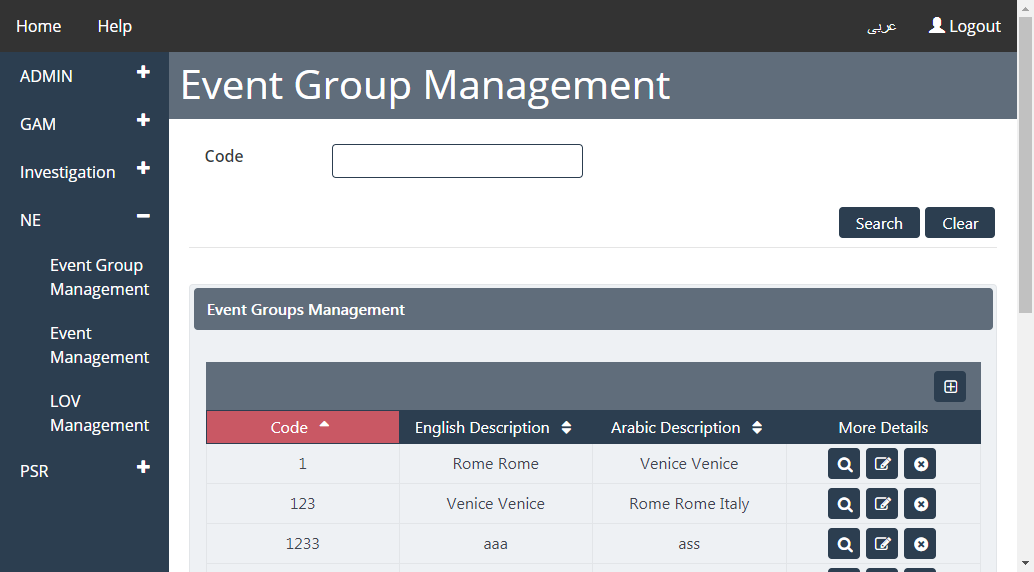 Home Help عربى Logout
ADMIN
GAM
Investigation
NE
Event Group
Management
Event
Management
LOV
Management
PSR
Event Group Management
Code
Search Clear
Event Groups Management
Code English Description Arabic Description More Details
1 Rome Rome Venice Venice
123 Venice Venice Rome Rome Italy
1233 aaa ass